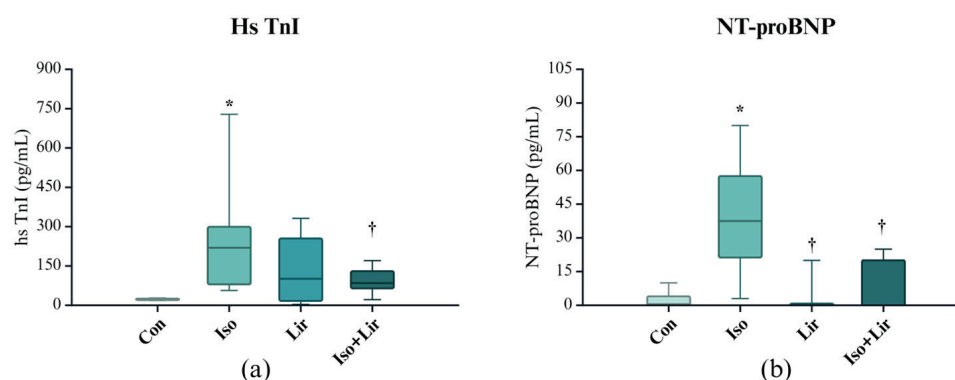 Hs TnI
900
750
600
450
300
150
0
hs TnI (pg/mL)
*
†
Con
Iso
Lir
Iso+Lir
(a)
NT-proBNP
105
90
75
60
45
30
15
0
NT-proBNP (pg/mL)
*
†
†
Con
Iso
Lir
Iso+Lir
(b)